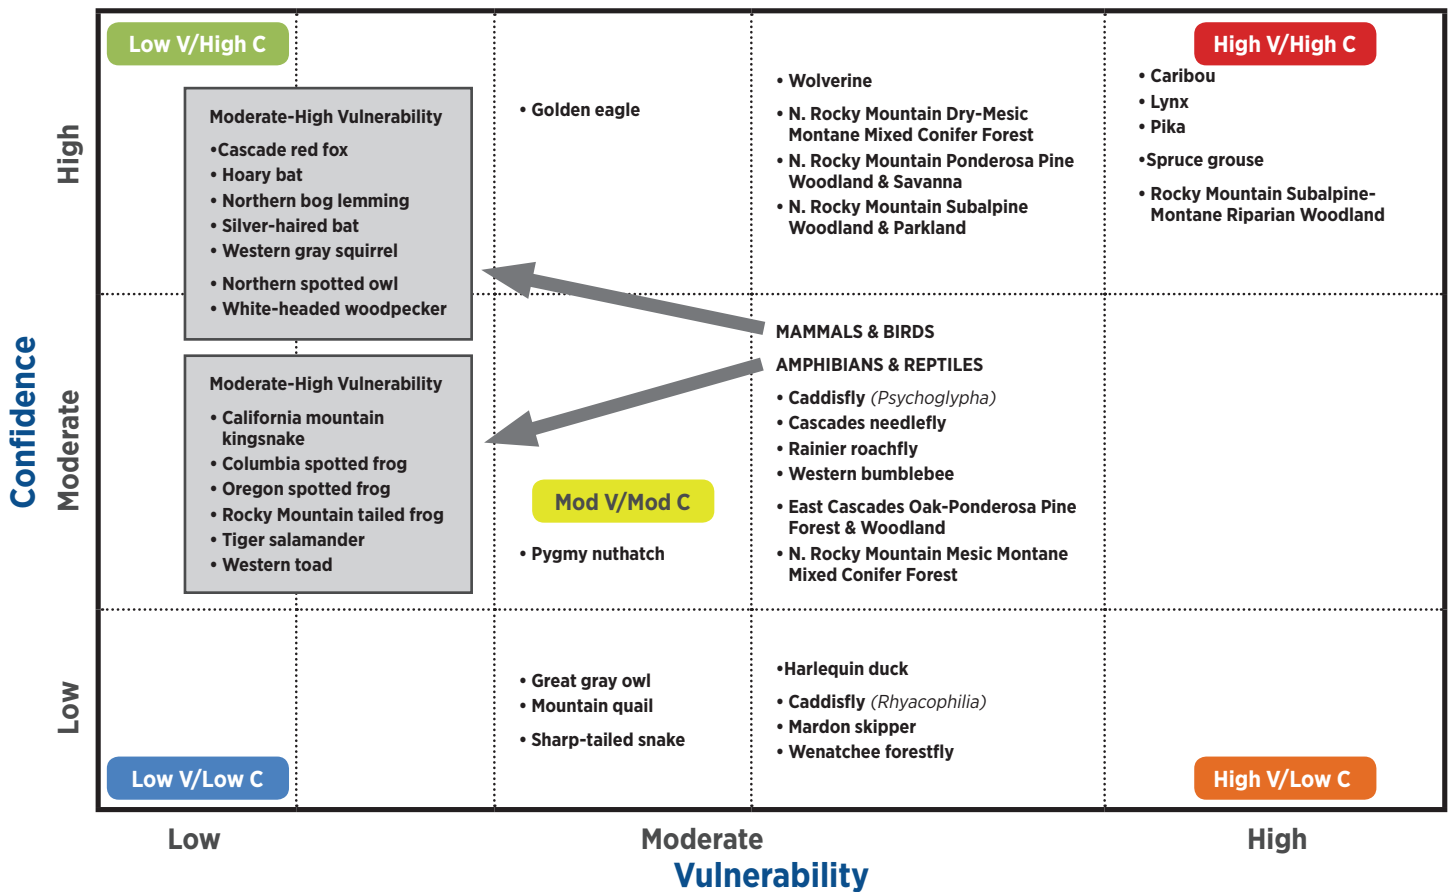 Low V/High C
High V/High C
Moderate-High Vulnerability
•Cascade red fox
• Hoary bat
• Northern bog lemming
• Silver-haired bat
• Western gray squirrel
• Northern spotted owl
• White-headed woodpecker
• Golden eagle
• Wolverine
• N. Rocky Mountain Dry-Mesic
Montane Mixed Conifer Forest
• N. Rocky Mountain Ponderosa Pine
Woodland & Savanna
• N. Rocky Mountain Subalpine
Woodland & Parkland
• Caribou
• Lynx
• Pika
•Spruce grouse
• Rocky Mountain Subalpine-
Montane Riparian Woodland
High
Moderate-High Vulnerability
• California mountain
kingsnake
• Columbia spotted frog
• Oregon spotted frog
• Rocky Mountain tailed frog
• Tiger salamander
• Western toad
Mod V/Mod C
• Pygmy nuthatch
MAMMALS & BIRDS
AMPHIBIANS & REPTILES
• Caddisfly (Psychoglypha)
• Cascades needlefly
• Rainier roachfly
• Western bumblebee
• East Cascades Oak-Ponderosa Pine
Forest & Woodland
• N. Rocky Mountain Mesic Montane
Mixed Conifer Forest
Confidence
Moderate
• Great gray owl
• Mountain quail
• Sharp-tailed snake
•Harlequin duck
• Caddisfly (Rhyacophilia)
• Mardon skipper
• Wenatchee forestfly
Low
Low V/Low C
High V/Low C
Low
Moderate
High
Vulnerability